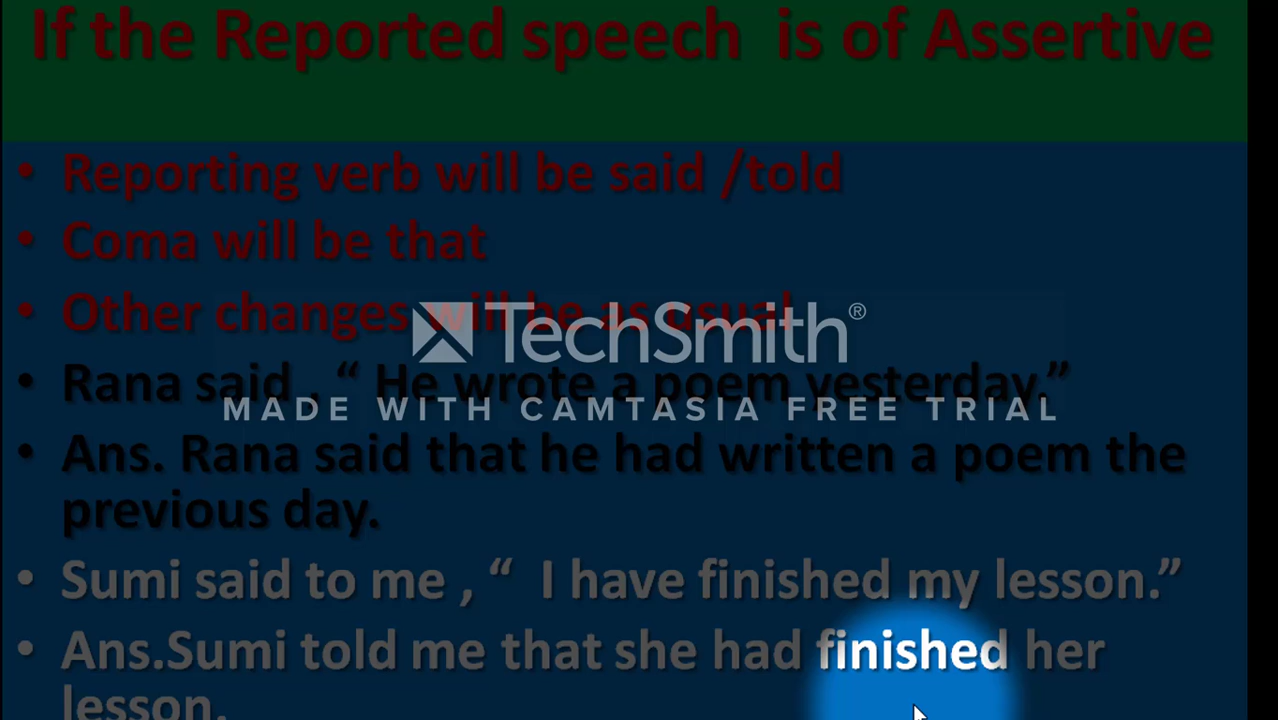 If the Reported speech is of Assertive
• Reporting verb will be said /told
• Coma will be that
• Other changes will be as usual
TechSmith®
• Rana said , “ He wrote a poem yesterday.”
MADE WITH CAMTASIA FREE TRIAL
• Ans. Rana said that he had written a poem the
previous day.
• Sumi said to me , “ I have finished my lesson.”
• Ans.Sumi told me that she had finished her
lesson.